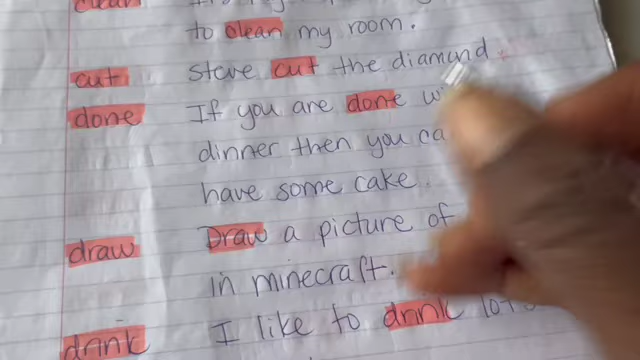 clean
to clean my room.
cut Steve cut the diamond
done If you are done
dinner then you
have some cake.
draw Draw a picture of
in minecraft.
drink I like to drink